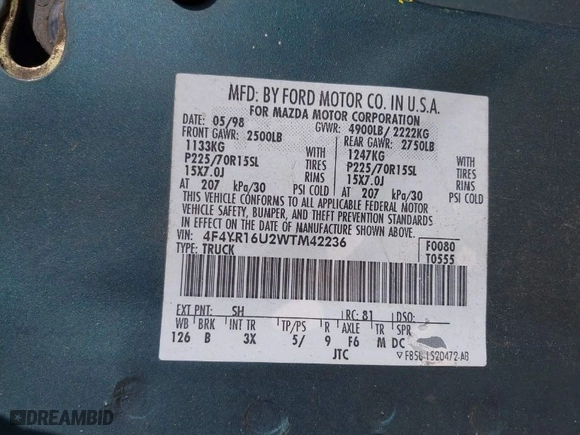 MFD. BY FORD MOTOR CO. IN U.S.A.
FOR MAZDA MOTOR CORPORATION
DATE: 05/98 GVWR: 4900LB/ 2222KG
FRONT GAWR: 2500LB REAR GAWR: 2750LB
1133KG WITH 1247KG WITH
P225/70R15SL TIRES P225/70R15SL TIRES
15X7.0J RIMS 15X7.0J RIMS
AT 207 kPa/30 PSI COLD AT 207 kPa/30 PSI COLD
THIS VEHICLE CONFORMS TO ALL APPLICABLE FEDERAL MOTOR
VEHICLE SAFETY, BUMPER, AND THEFT PREVENTION STANDARDS
IN EFFECT ON THE DATE OF MANUFACTURE SHOWN ABOVE.
VIN: 4F4YR16U2WTM42236 F0080
TYPE: TRUCK T0555
EXT PNT: SH RC: 81 DSO:
WB BRK INT TR TP/PS R AXLE TR SPR
126 B 3X 5/ 9 F6 M DC
JTC
DREAMBID